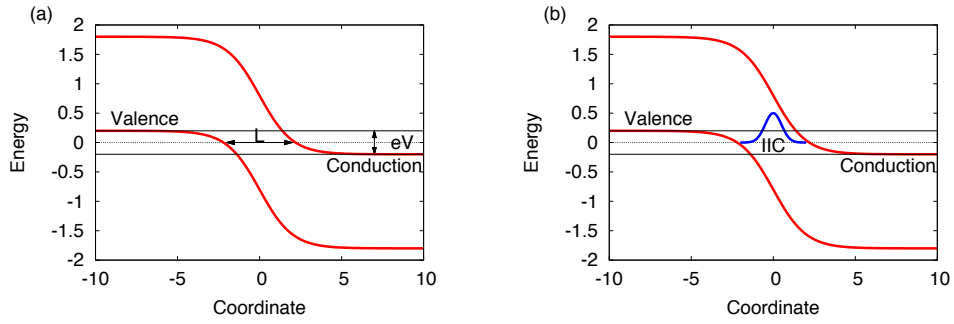 (a)
2
1.5
1
0.5
0
-0.5
-1
-1.5
-2
Energy
Valence
L
eV
Conduction
-10
-5
0
5
10
Coordinate
(b)
2
1.5
1
0.5
0
-0.5
-1
-1.5
-2
Energy
Valence
IIC
Conduction
-10
-5
0
5
10
Coordinate